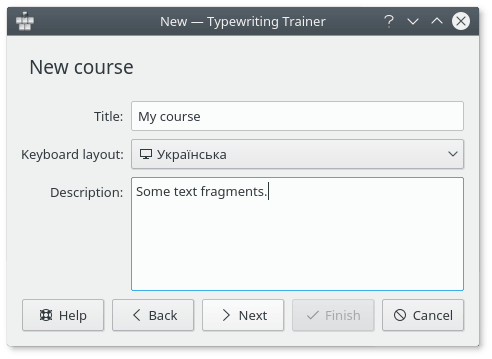 New — Typewriting Trainer
New course
Title: My course
Keyboard layout: Українська
Description: Some text fragments.
Help Back Next Finish Cancel